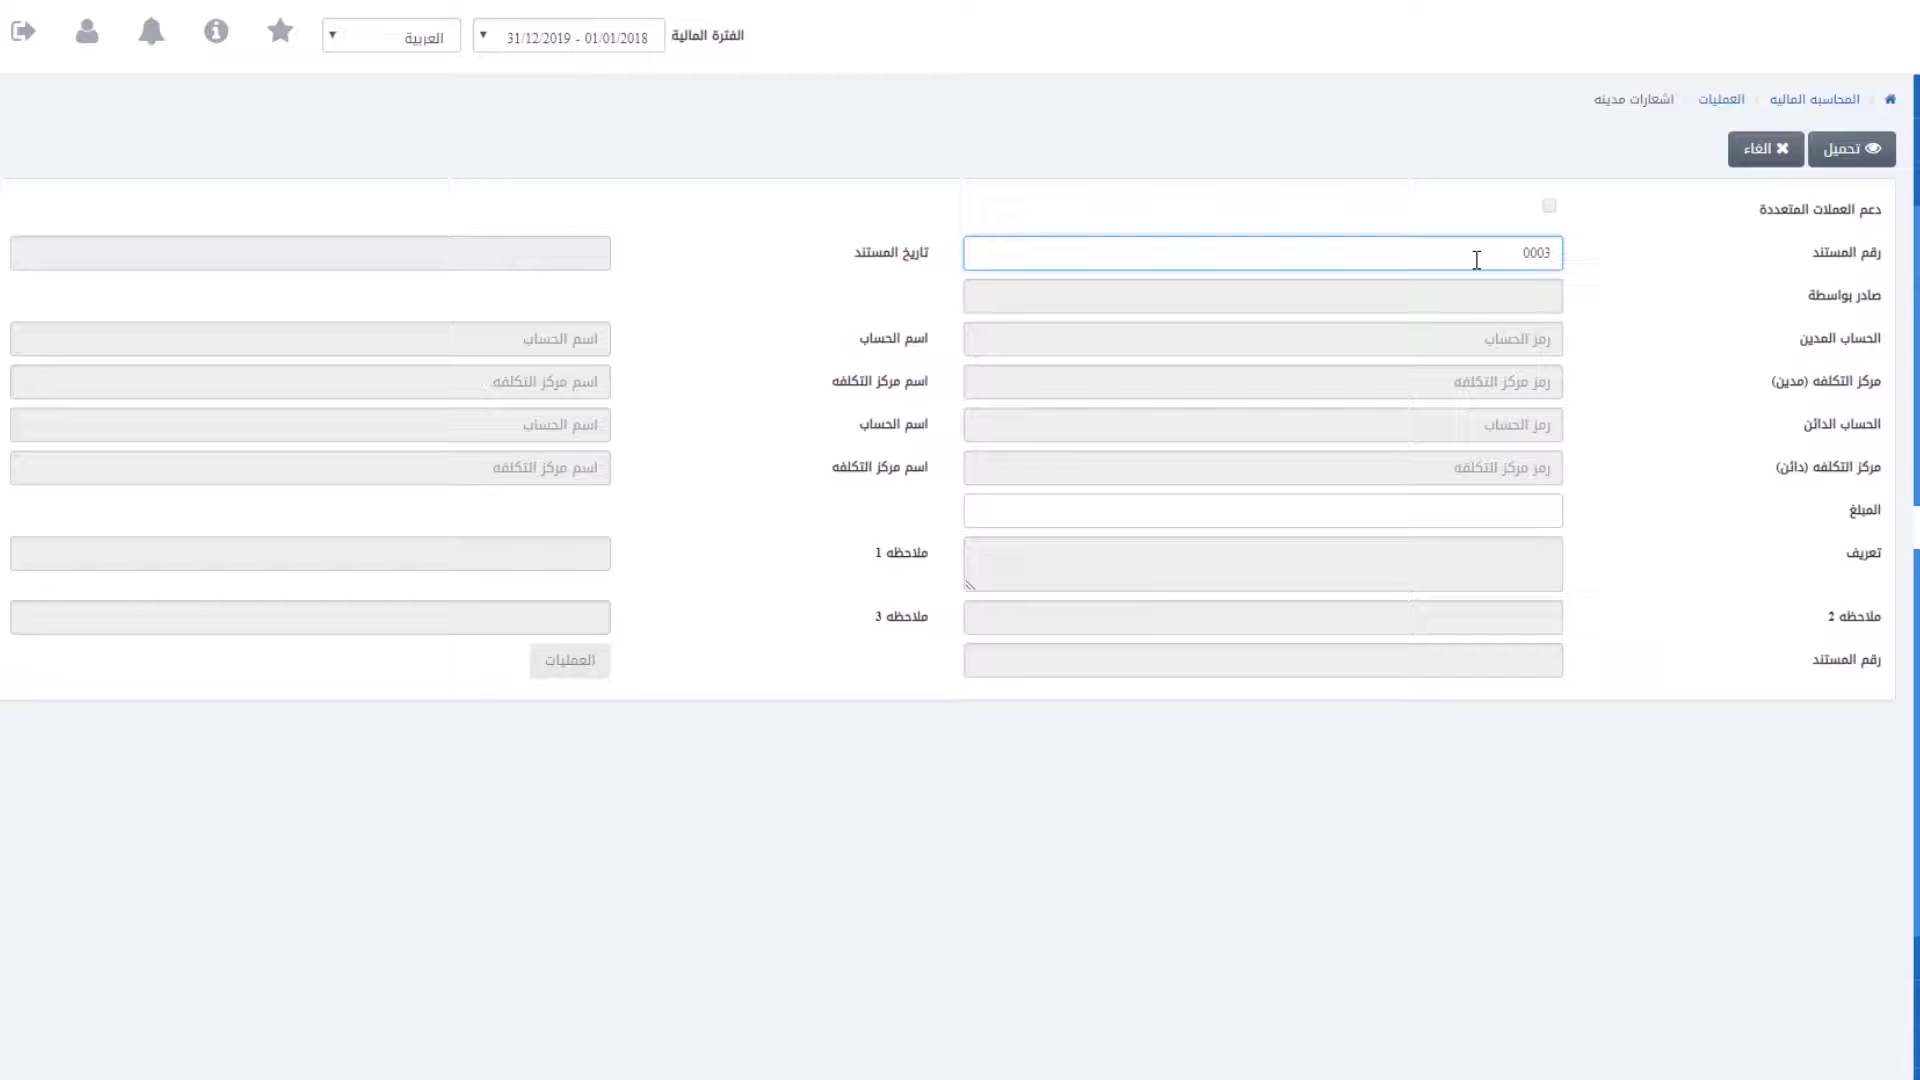 الفترة المالية 01/01/2018 - 31/12/2019 العربية
المحاسبه الماليه العمليات اشعارات مدينه
تحميل الغاء
دعم العملات المتعددة
رقم المستند 0003 تاريخ المستند
صادر بواسطة
الحساب المدين رمز الحساب اسم الحساب اسم الحساب
مركز التكلفه (مدين) رمز مركز التكلفه اسم مركز التكلفه اسم مركز التكلفه
الحساب الدائن رمز الحساب اسم الحساب اسم الحساب
مركز التكلفه (دائن) رمز مركز التكلفه اسم مركز التكلفه اسم مركز التكلفه
المبلغ
تعريف ملاحظه 1
ملاحظه 2 ملاحظه 3
رقم المستند العمليات